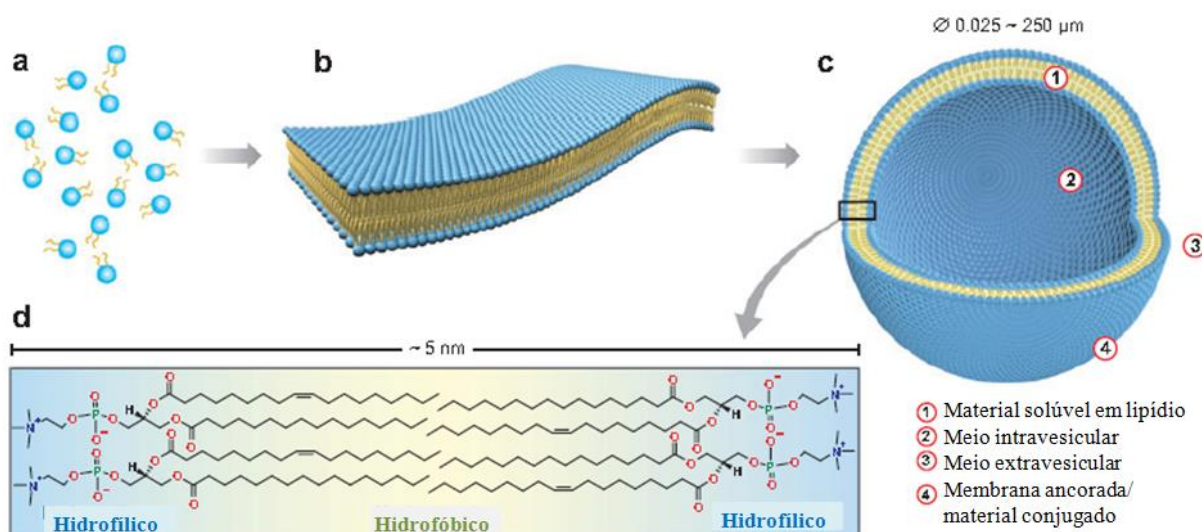 Ø 0.025 ~ 250 µm
a
b
c
1
2
3
4
d
~ 5 nm
Hidrofílico
Hidrofóbico
Hidrofílico
1 Material solúvel em lipídio
2 Meio intravesicular
3 Meio extravesicular
4 Membrana ancorada/
material conjugado